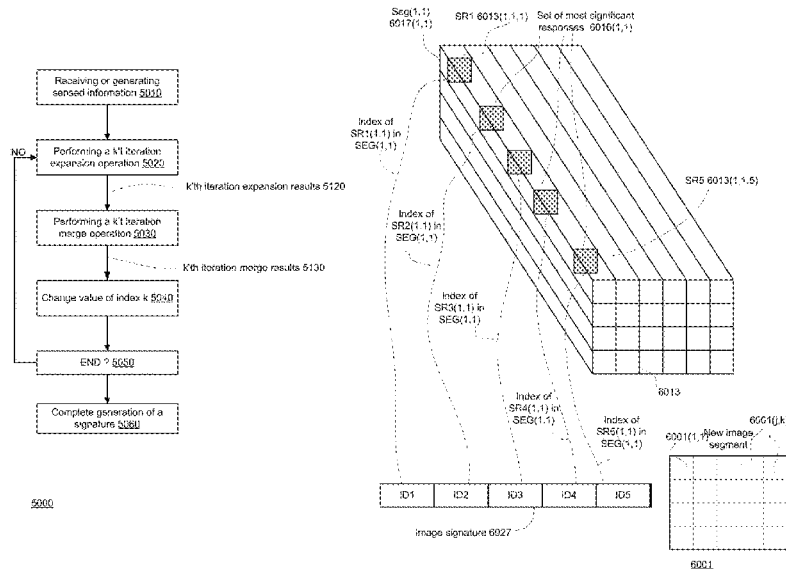 Receiving or generating
sensed information 5010
NO
Performing a k't iteration
expansion operation 5020
k'th iteration expansion results 5120
Performing a k't iteration
merge operation 5030
k'th iteration merge results 5130
Change value of index k 5040
END ? 5050
Complete generation of a
signature 5060
5000
Seg(1,1)
6017(1,1)
SR1 6013(1,1,1)
Set of most significant
responses 6016(1,1)
Index of
SR1(1,1) in
SEG(1,1)
Index of
SR2(1,1) in
SEG(1,1)
Index of
SR3(1,1) in
SEG(1,1)
Index of
SR4(1,1) in
SEG(1,1)
Index of
SR5(1,1) in
SEG(1,1)
SR5 6013(1,1,5)
6013
ID1 ID2 ID3 ID4 ID5
Image signature 6027
6001(j,k)
6001(1,1)
New image
segment
6001